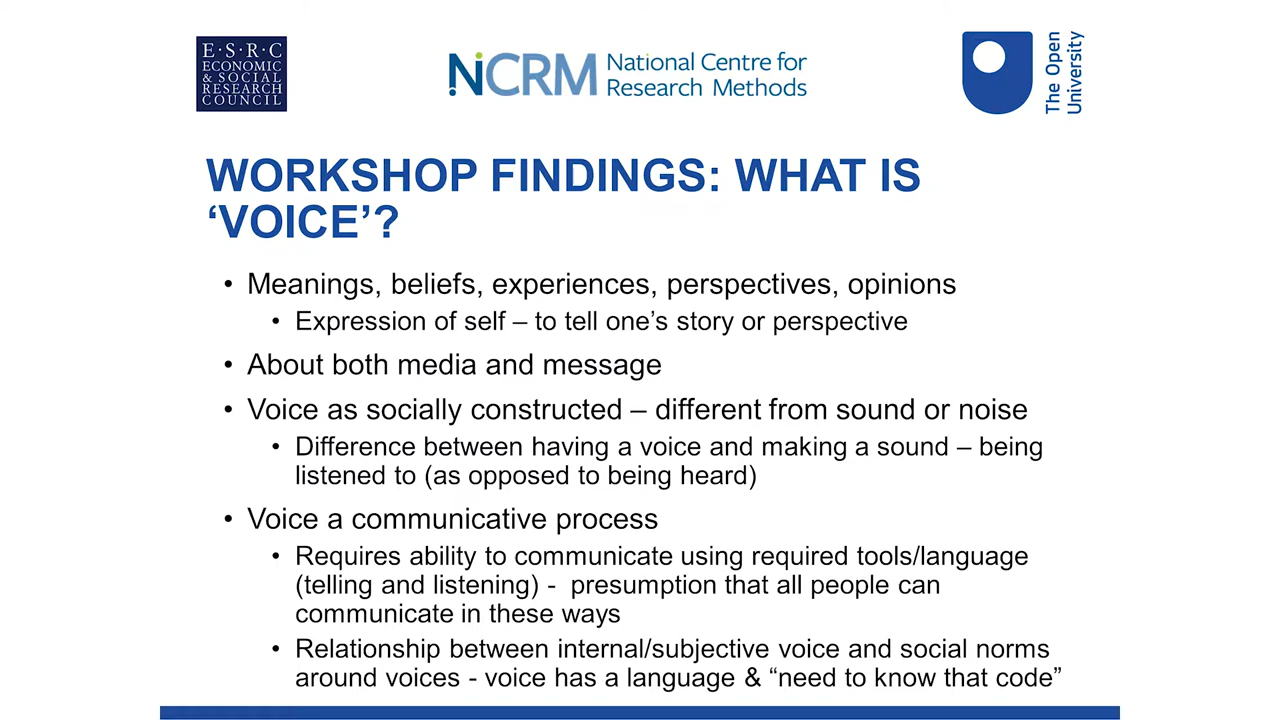 E·S·R·C
ECONOMIC
& SOCIAL
RESEARCH
COUNCIL
NCRM
National Centre for
Research Methods
The Open
University
WORKSHOP FINDINGS: WHAT IS
‘VOICE’?
• Meanings, beliefs, experiences, perspectives, opinions
• Expression of self – to tell one’s story or perspective
• About both media and message
• Voice as socially constructed – different from sound or noise
• Difference between having a voice and making a sound – being
listened to (as opposed to being heard)
• Voice a communicative process
• Requires ability to communicate using required tools/language
(telling and listening) -  presumption that all people can
communicate in these ways
• Relationship between internal/subjective voice and social norms
around voices - voice has a language & “need to know that code”